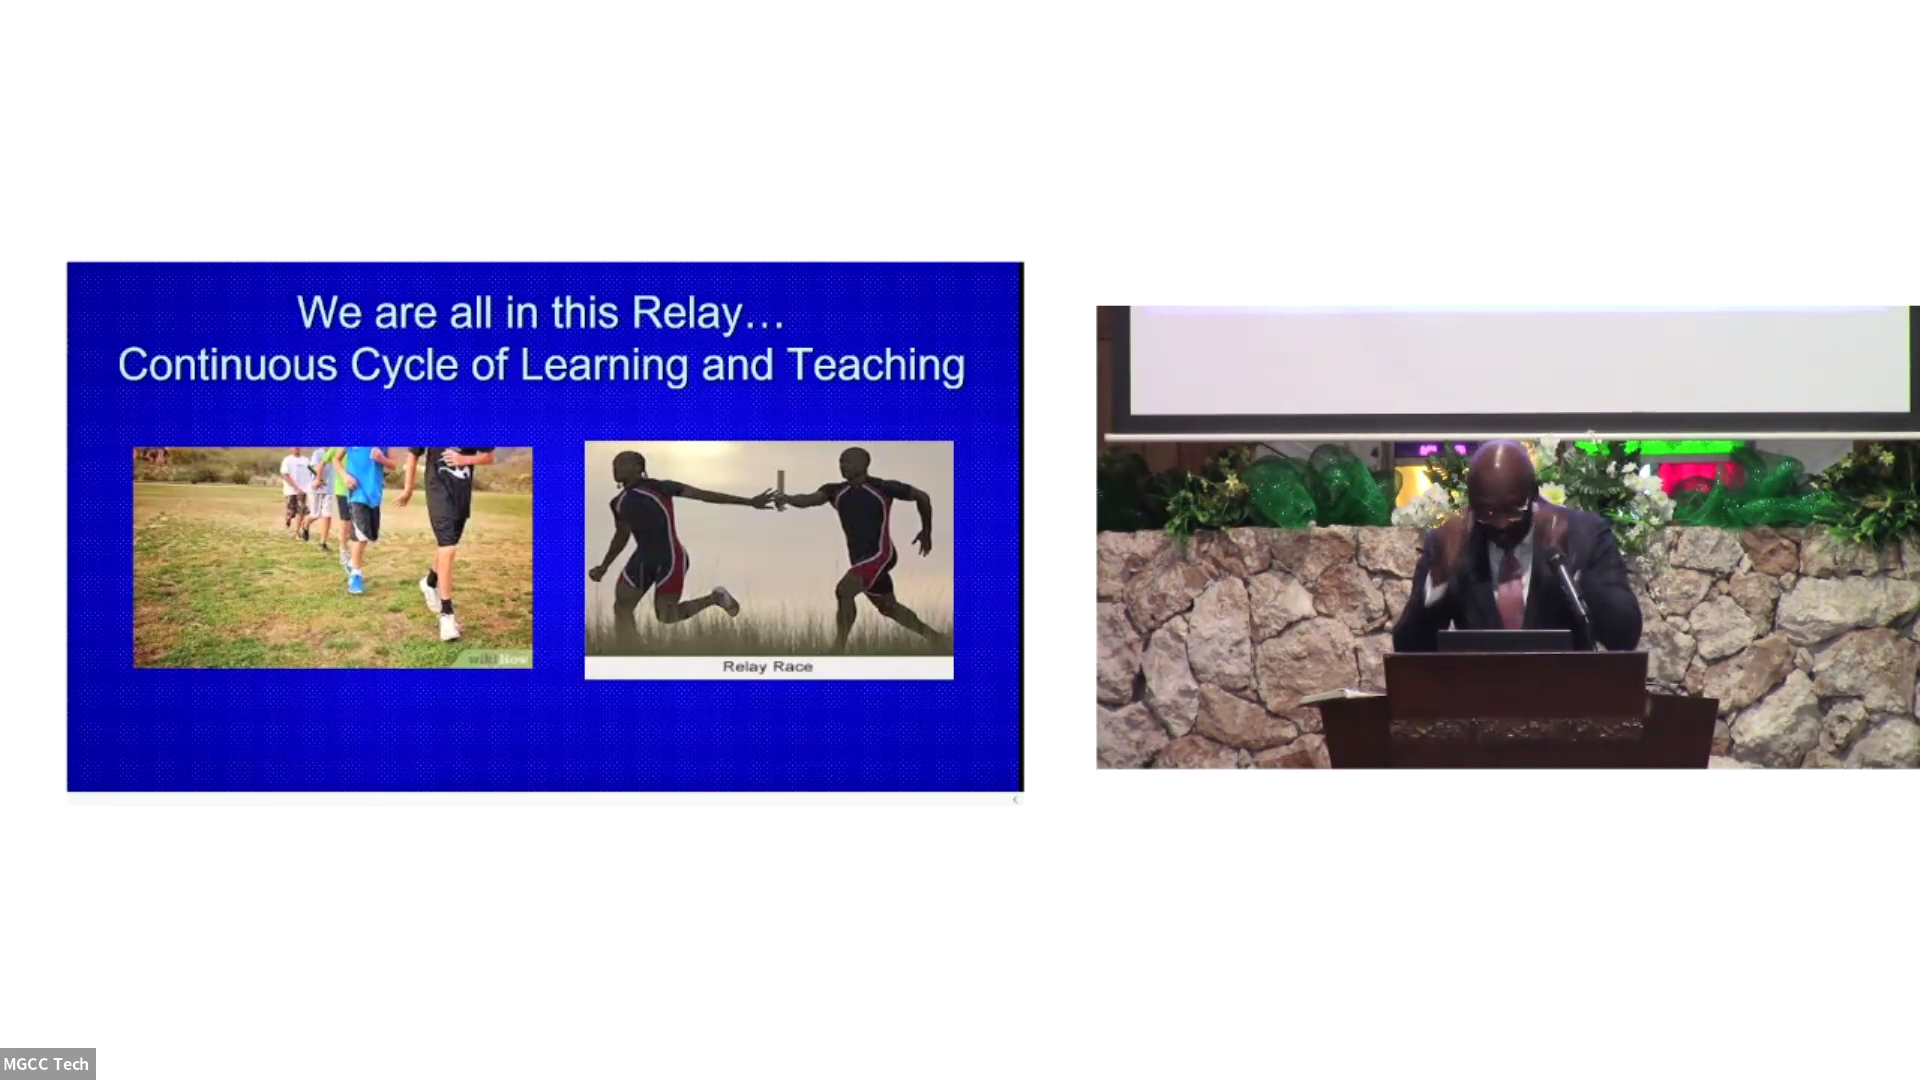 We are all in this Relay…
Continuous Cycle of Learning and Teaching
wikiHow
Relay Race
MGCC Tech